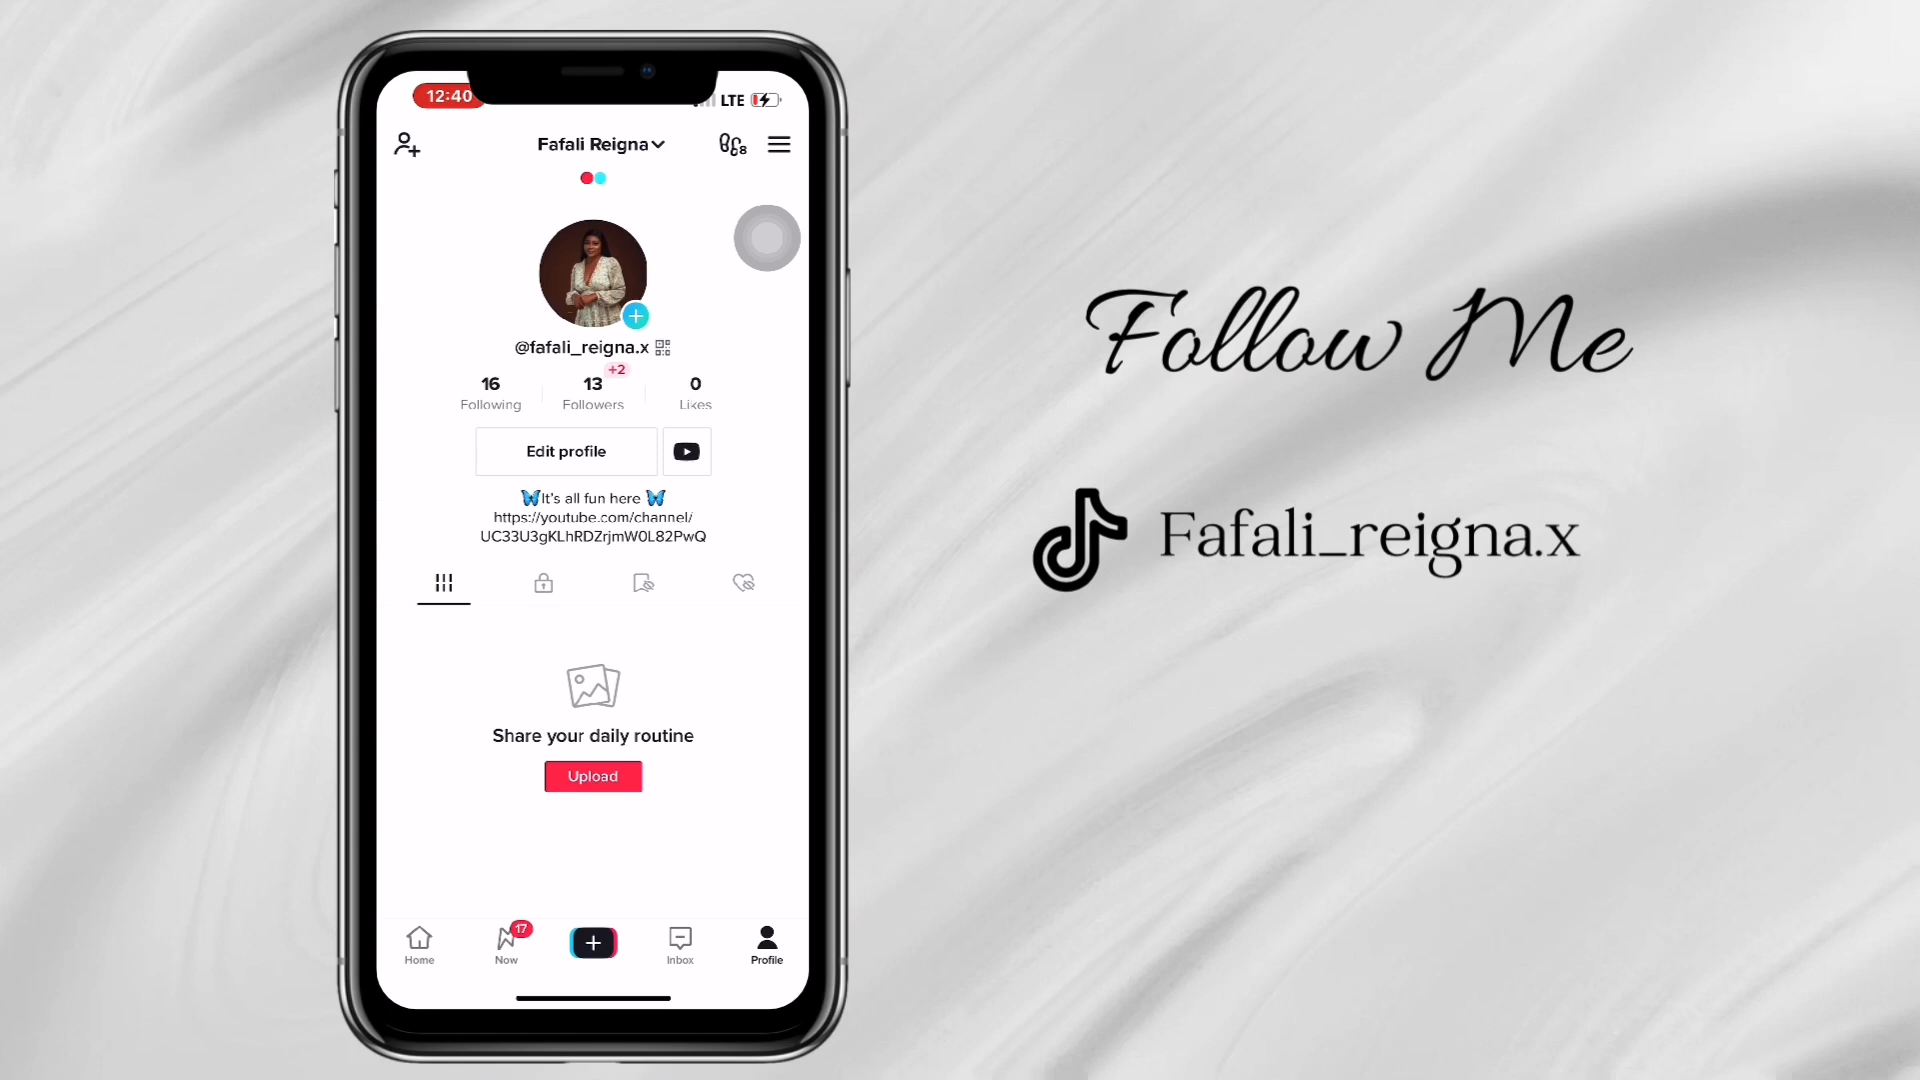 12:40
LTE
Fafali Reigna
8
@fafali_reigna.x
+2
16 13 0
Following Followers Likes
Edit profile
🦋It's all fun here 🦋
https://youtube.com/channel/
UC33U3gKLhRDZrjmW0L82PwQ
Share your daily routine
Upload
17
Home Now Inbox Profile
Follow Me
Fafali_reigna.x